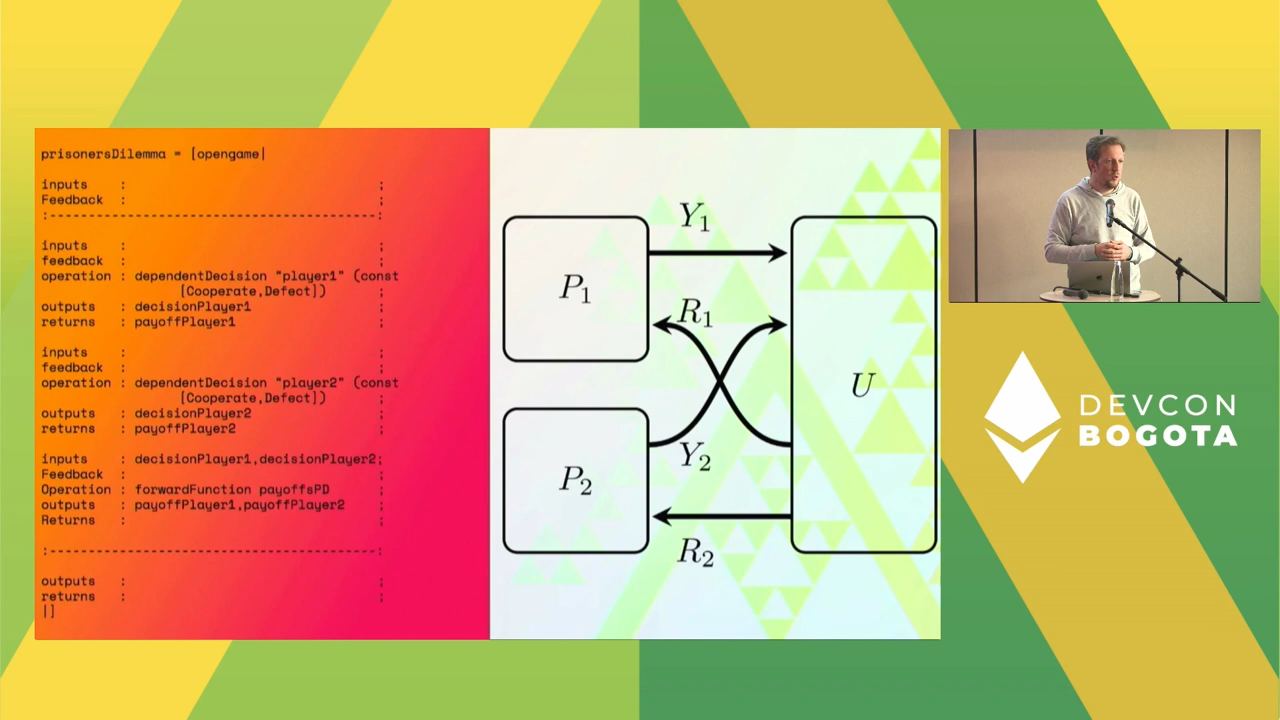 prisonersDilemma = [opengame|
inputs : ;
Feedback : ;
:----------------------------------------:
inputs : ;
feedback : ;
operation : dependentDecision "player1" (const
[Cooperate,Defect]) ;
outputs : decisionPlayer1 ;
returns : payoffPlayer1 ;
inputs : ;
feedback : ;
operation : dependentDecision "player2" (const
[Cooperate,Defect]) ;
outputs : decisionPlayer2 ;
returns : payoffPlayer2 ;
inputs : decisionPlayer1,decisionPlayer2;
Feedback : ;
Operation : forwardFunction payoffsPD ;
outputs : payoffPlayer1,payoffPlayer2 ;
Returns : ;
:----------------------------------------:
outputs : ;
returns : ;
|]
Y₁
P₁
R₁
U
Y₂
P₂
R₂
DEVCON
BOGOTA